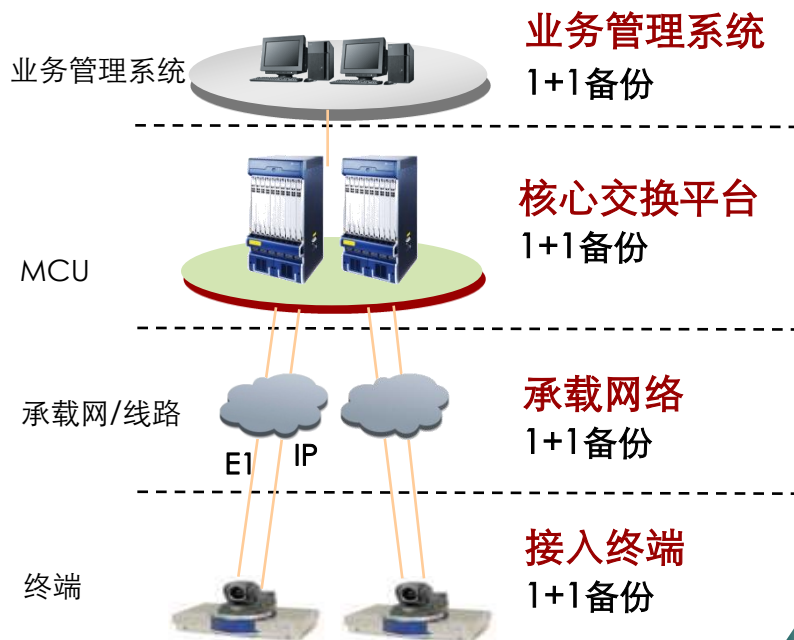 业务管理系统
业务管理系统
1+1备份
MCU
核心交换平台
1+1备份
承载网/线路
E1
IP
承载网络
1+1备份
终端
接入终端
1+1备份